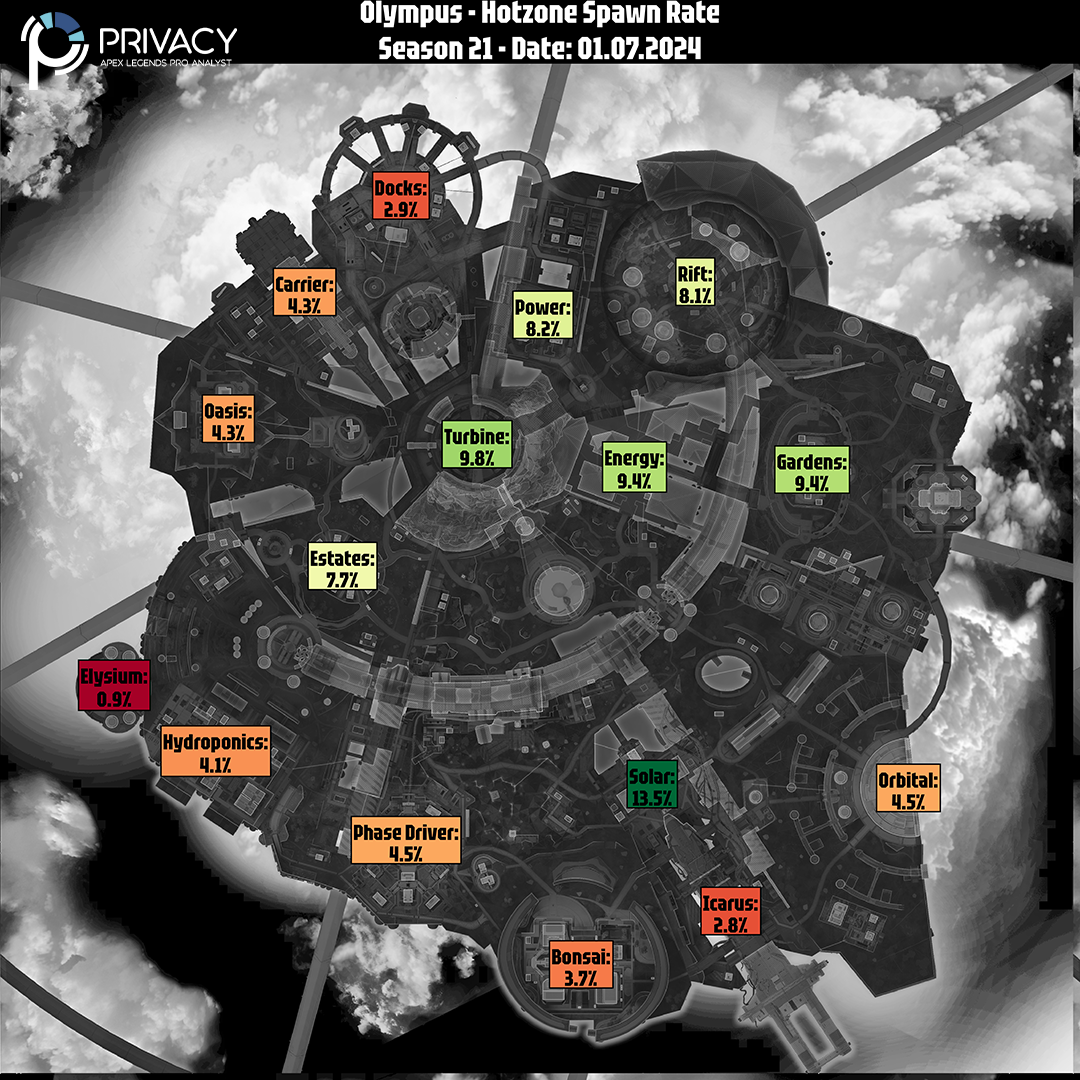 Olympus - Hotzone Spawn Rate
Season 21 - Date: 01.07.2024
PRIVACY
APEX LEGENDS PRO ANALYST
Docks:
2.9%
Carrier:
4.3%
Power:
8.2%
Rift:
8.1%
Oasis:
4.3%
Turbine:
9.8%
Energy:
9.4%
Gardens:
9.4%
Estates:
7.7%
Elysium:
0.9%
Hydroponics:
4.1%
Solar:
13.5%
Orbital:
4.5%
Phase Driver:
4.5%
Icarus:
2.8%
Bonsai:
3.7%